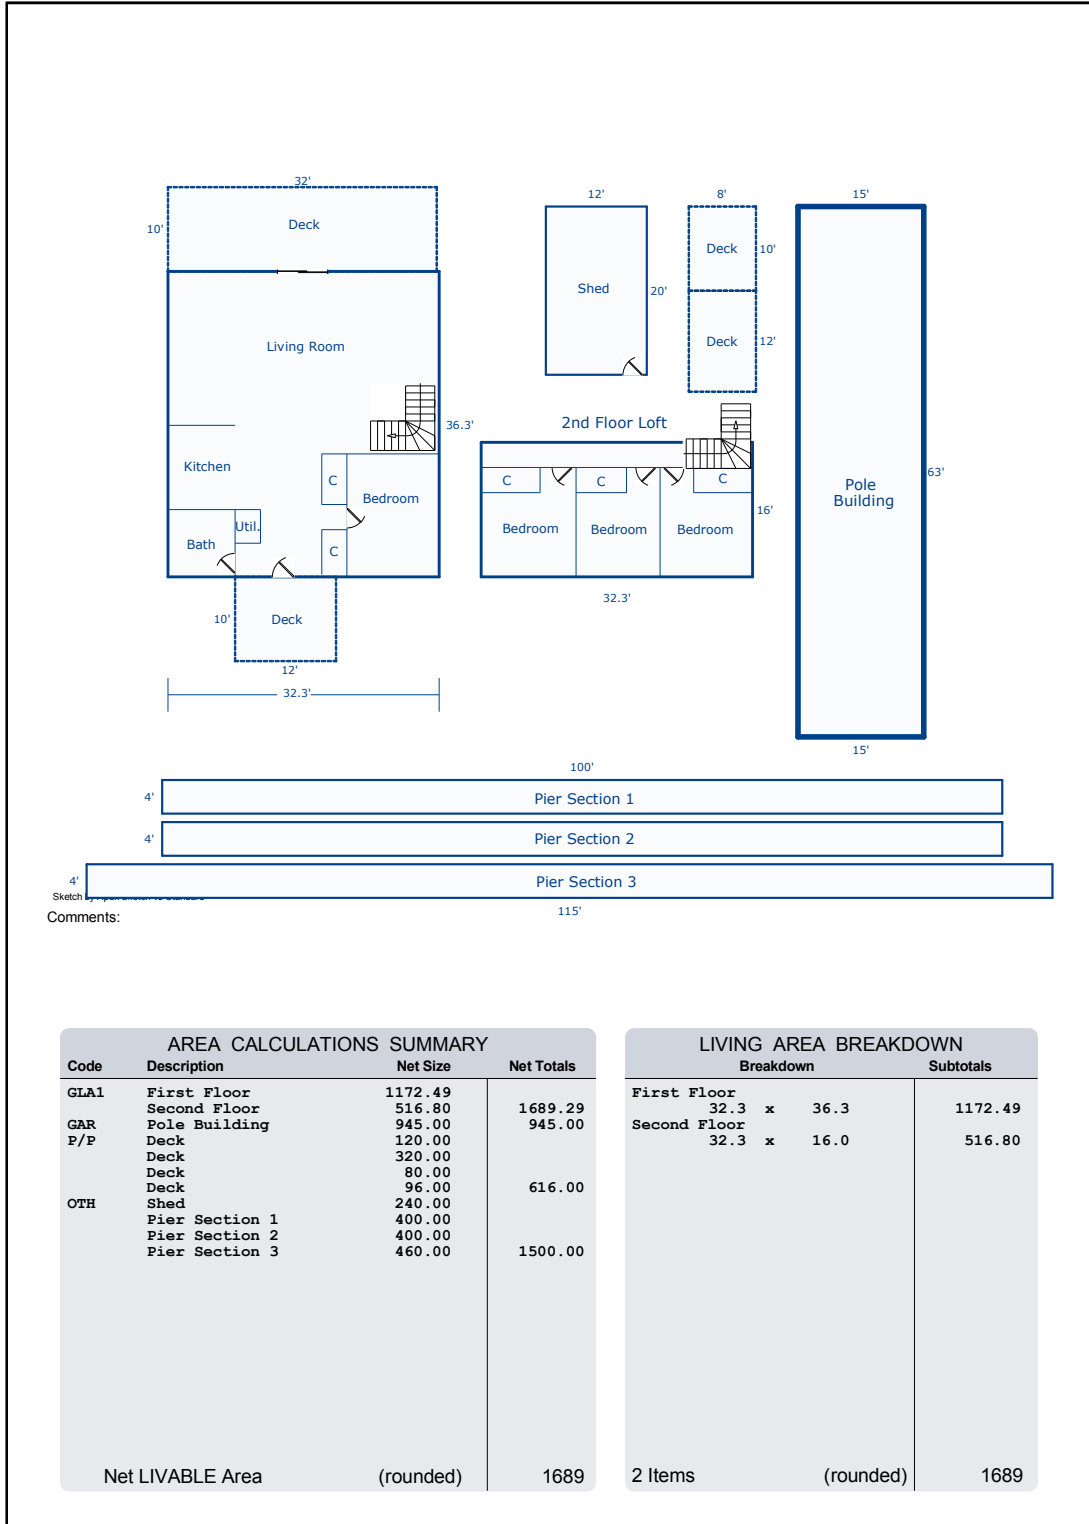 32'
10'
Deck
Living Room
36.3'
Kitchen
C
Bedroom
Util.
Bath
C
10'
Deck
12'
32.3'
12'
Shed
20'
8'
Deck
10'
Deck
12'
2nd Floor Loft
C
C
C
Bedroom
Bedroom
Bedroom
16'
32.3'
15'
Pole
Building
63'
15'
100'
4'
Pier Section 1
4'
Pier Section 2
4'
Pier Section 3
115'
Sketch
Comments:
AREA CALCULATIONS SUMMARY
Code Description Net Size Net Totals
GLA1 First Floor 1172.49
Second Floor 516.80 1689.29
GAR Pole Building 945.00 945.00
P/P Deck 120.00
Deck 320.00
Deck 80.00
Deck 96.00 616.00
OTH Shed 240.00
Pier Section 1 400.00
Pier Section 2 400.00
Pier Section 3 460.00 1500.00
Net LIVABLE Area (rounded) 1689
LIVING AREA BREAKDOWN
Breakdown Subtotals
First Floor
32.3 x 36.3 1172.49
Second Floor
32.3 x 16.0 516.80
2 Items (rounded) 1689